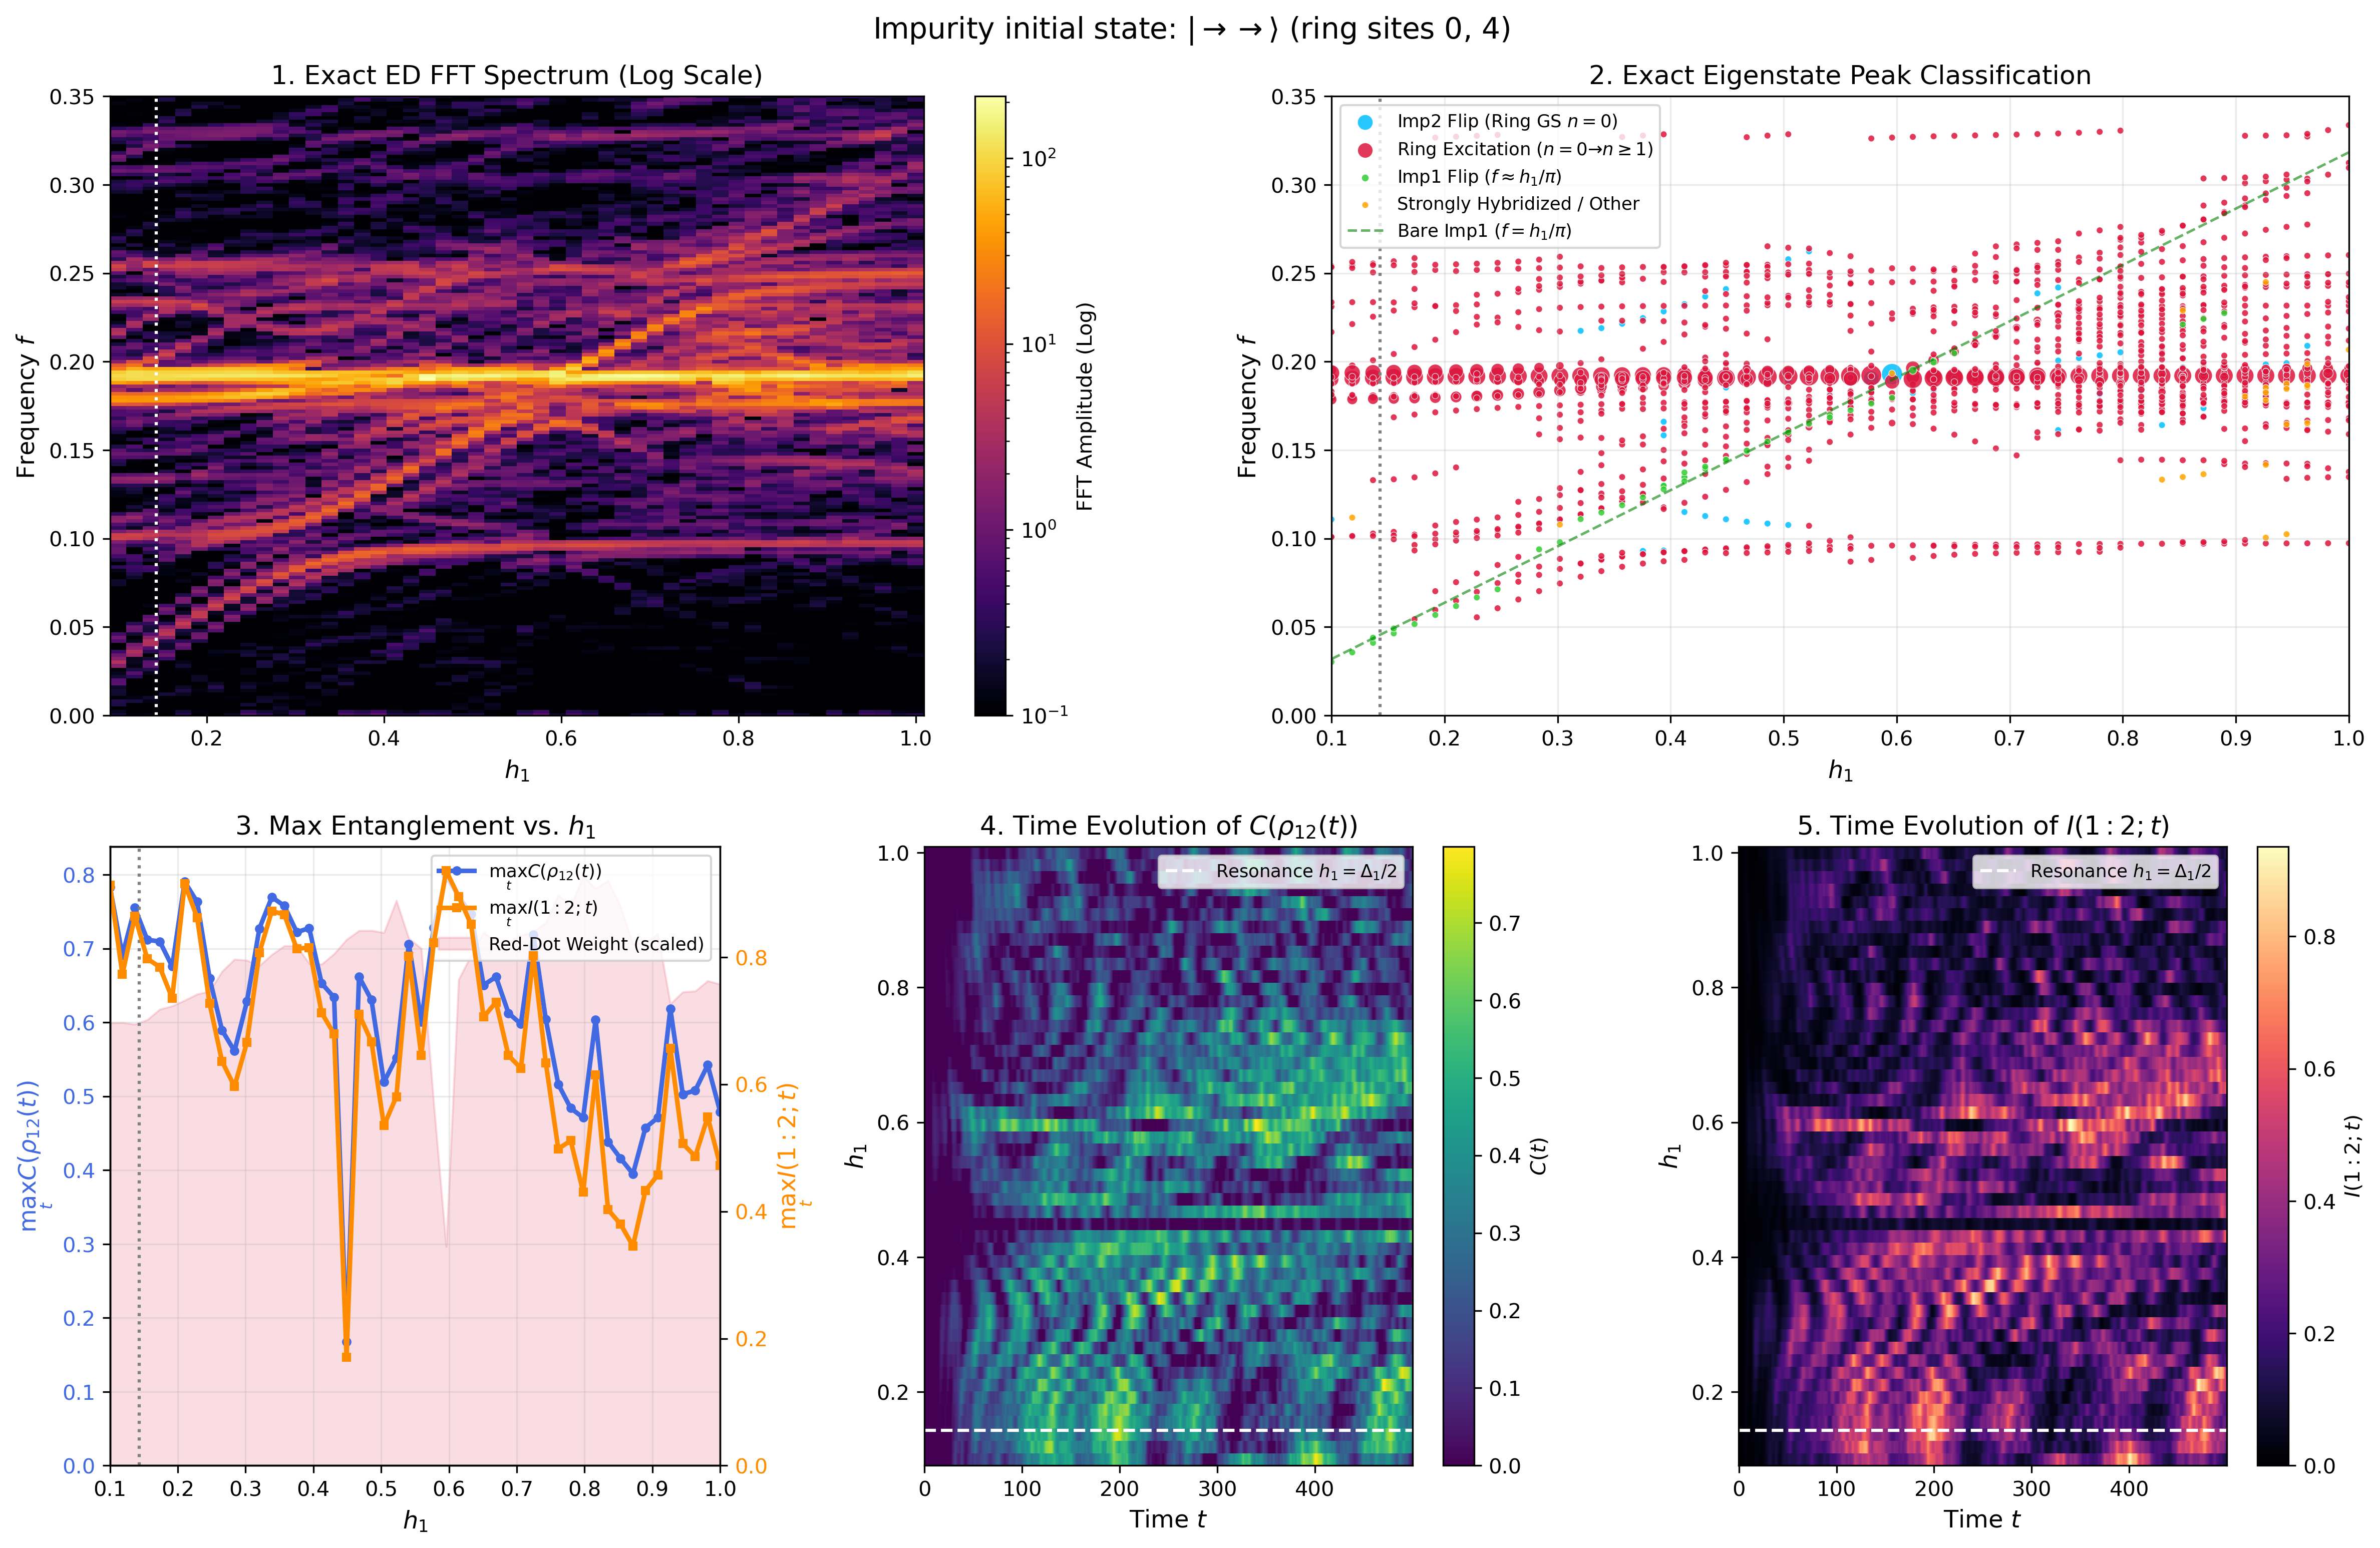 Impurity initial state: |→→⟩ (ring sites 0, 4)
1. Exact ED FFT Spectrum (Log Scale)
Frequency f
0.35
0.30
0.25
0.20
0.15
0.10
0.05
0.00
0.2 0.4 0.6 0.8 1.0
h₁
10²
10¹
10⁰
10⁻¹
FFT Amplitude (Log)
2. Exact Eigenstate Peak Classification
Frequency f
0.35
0.30
0.25
0.20
0.15
0.10
0.05
0.00
Imp2 Flip (Ring GS n = 0)
Ring Excitation (n = 0→n ≥ 1)
Imp1 Flip (f ≈ h₁/π)
Strongly Hybridized / Other
Bare Imp1 (f = h₁/π)
0.1 0.2 0.3 0.4 0.5 0.6 0.7 0.8 0.9 1.0
h₁
3. Max Entanglement vs. h₁
max C(ρ₁₂(t))
t
0.8
0.7
0.6
0.5
0.4
0.3
0.2
0.1
0.0
max C(ρ₁₂(t))
t
max I(1 : 2; t)
t
Red-Dot Weight (scaled)
0.8
0.6
0.4
0.2
0.0
max I(1 : 2; t)
t
0.1 0.2 0.3 0.4 0.5 0.6 0.7 0.8 0.9 1.0
h₁
4. Time Evolution of C(ρ₁₂(t))
h₁
1.0
0.8
0.6
0.4
0.2
Resonance h₁ = Δ₁/2
0 100 200 300 400
Time t
0.7
0.6
0.5
0.4
0.3
0.2
0.1
0.0
C(t)
5. Time Evolution of I(1 : 2; t)
h₁
1.0
0.8
0.6
0.4
0.2
Resonance h₁ = Δ₁/2
0 100 200 300 400
Time t
0.8
0.6
0.4
0.2
0.0
I(1 : 2; t)